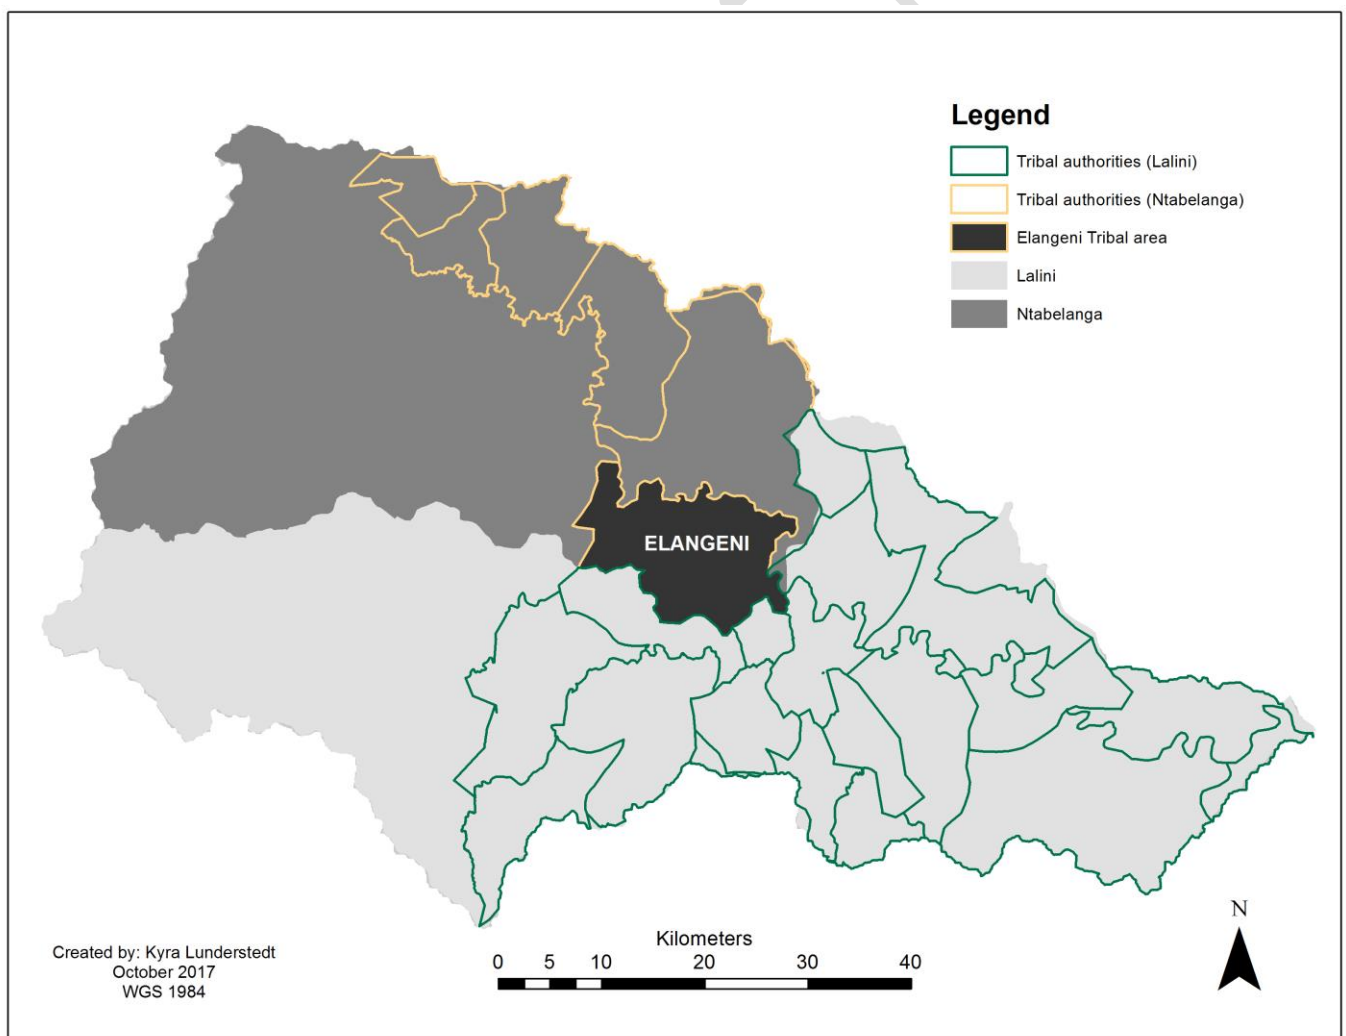 Legend
Tribal authorities (Lalini)
Tribal authorities (Ntabelanga)
Elangeni Tribal area
Lalini
Ntabelanga
ELANGENI
N
Created by: Kyra Lunderstedt
October 2017
WGS 1984
Kilometers
0 5 10 20 30 40